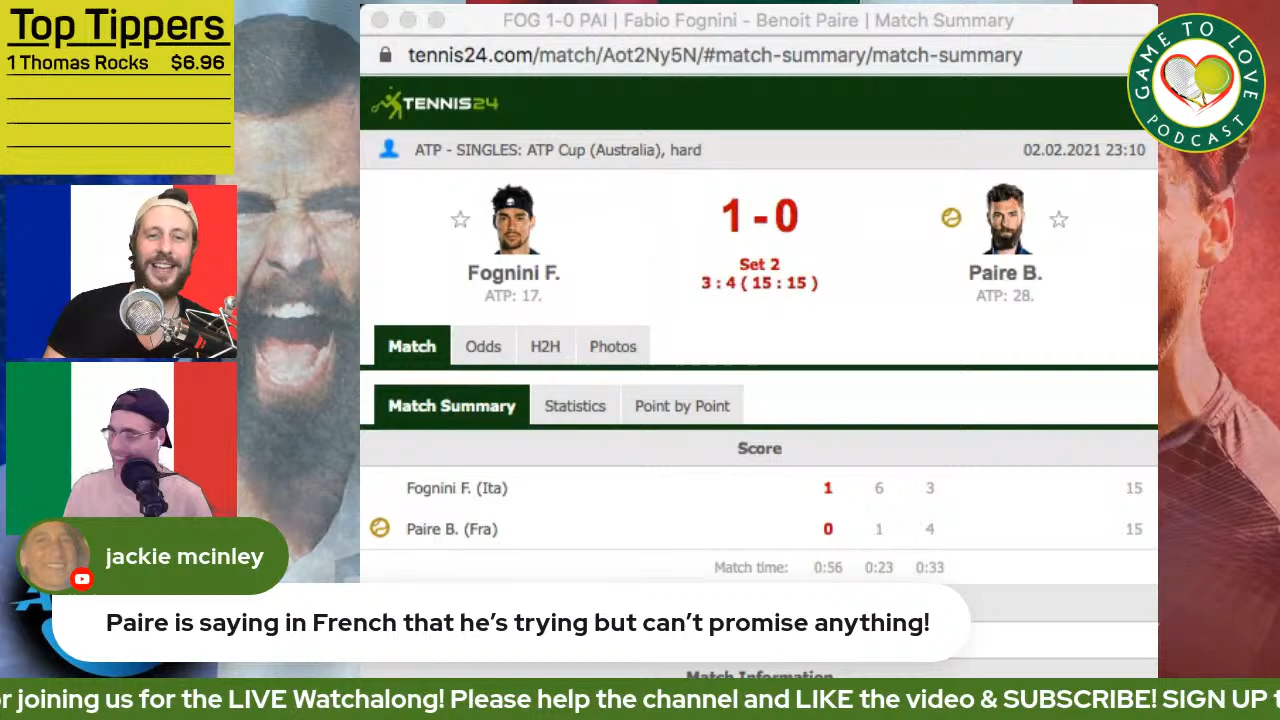 Top Tippers
1 Thomas Rocks $6.96
FOG 1-0 PAI | Fabio Fognini - Benoit Paire | Match Summary
tennis24.com/match/Aot2Ny5N/#match-summary/match-summary
GAME TO LOVE
PODCAST
TENNIS24
ATP - SINGLES: ATP Cup (Australia), hard 02.02.2021 23:10
1 - 0
Set 2
3 : 4 ( 15 : 15 )
Fognini F. Paire B.
ATP: 17. ATP: 28.
Match Odds H2H Photos
Match Summary Statistics Point by Point
Score
Fognini F. (Ita) 1 6 3 15
Paire B. (Fra) 0 1 4 15
Match time: 0:56 0:23 0:33
jackie mcinley
Paire is saying in French that he's trying but can't promise anything!
Match Information
r joining us for the LIVE Watchalong! Please help the channel and LIKE the video & SUBSCRIBE! SIGN UP t